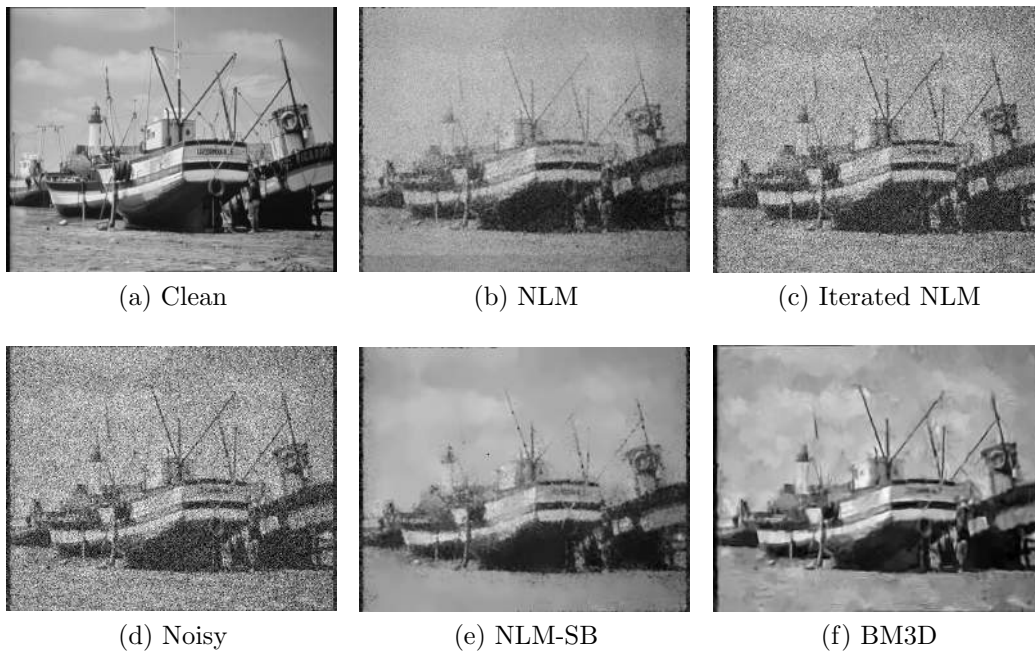 (a) Clean
(b) NLM
(c) Iterated NLM
(d) Noisy
(e) NLM-SB
(f) BM3D